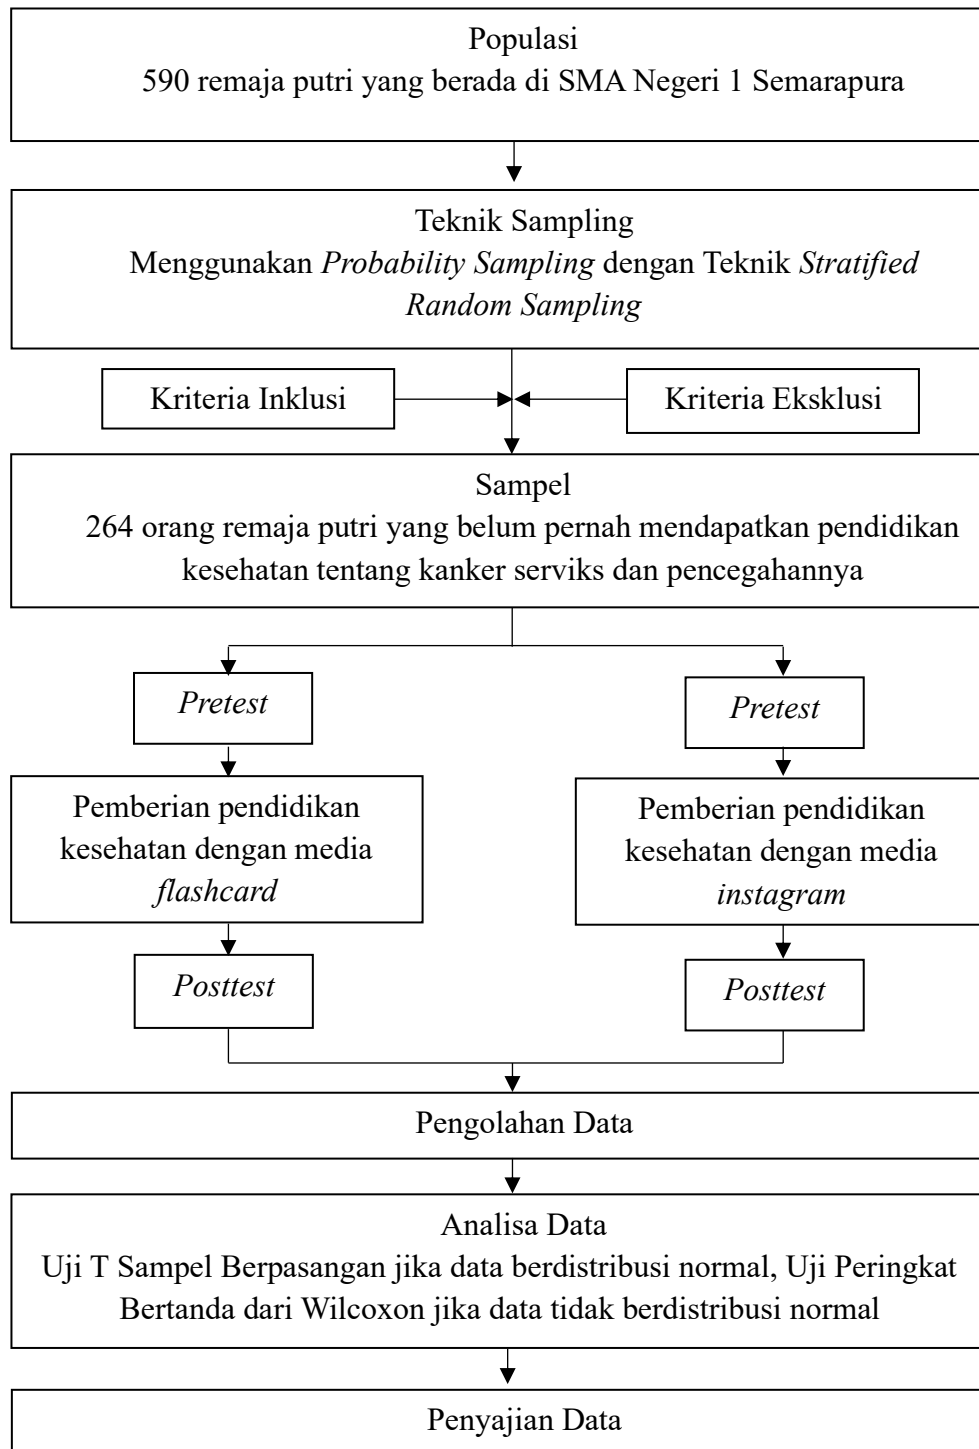 Populasi
590 remaja putri yang berada di SMA Negeri 1 Semarapura
Teknik Sampling
Menggunakan Probability Sampling dengan Teknik Stratified
Random Sampling
Kriteria Inklusi
Kriteria Eksklusi
Sampel
264 orang remaja putri yang belum pernah mendapatkan pendidikan
kesehatan tentang kanker serviks dan pencegahannya
Pretest
Pemberian pendidikan
kesehatan dengan media
flashcard
Posttest
Pretest
Pemberian pendidikan
kesehatan dengan media
instagram
Posttest
Pengolahan Data
Analisa Data
Uji T Sampel Berpasangan jika data berdistribusi normal, Uji Peringkat
Bertanda dari Wilcoxon jika data tidak berdistribusi normal
Penyajian Data